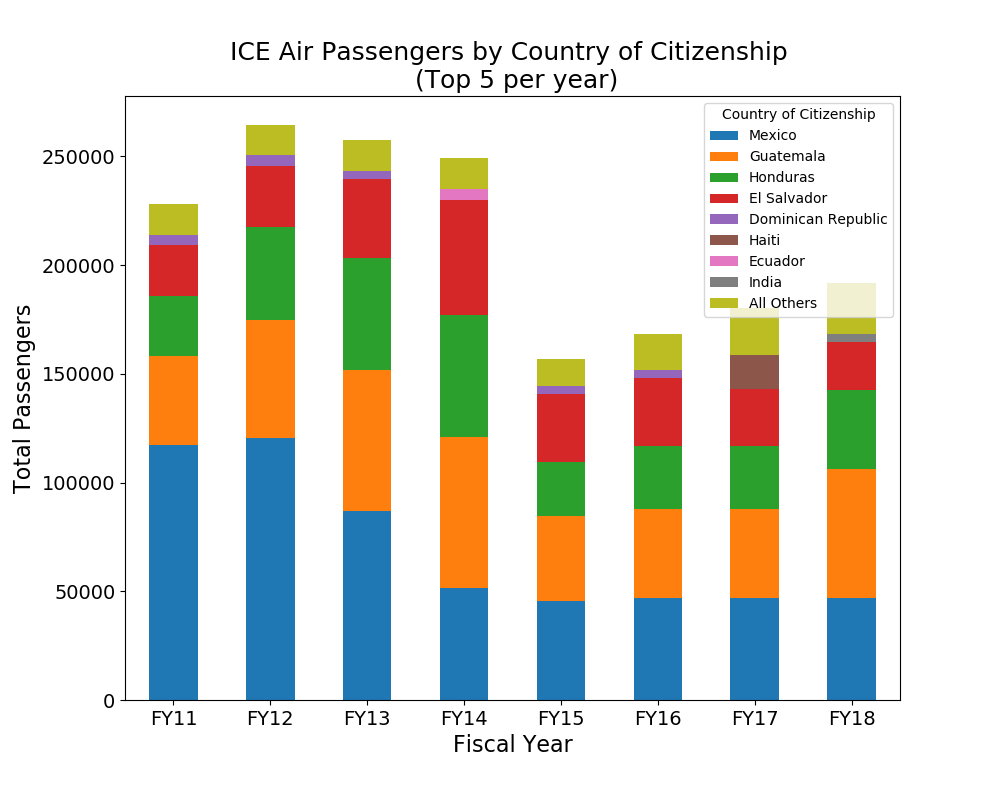 ICE Air Passengers by Country of Citizenship
(Top 5 per year)
Country of Citizenship
Mexico
Guatemala
Honduras
El Salvador
Dominican Republic
Haiti
Ecuador
India
All Others
Total Passengers
250000
200000
150000
100000
50000
0
FY11 FY12 FY13 FY14 FY15 FY16 FY17 FY18
Fiscal Year